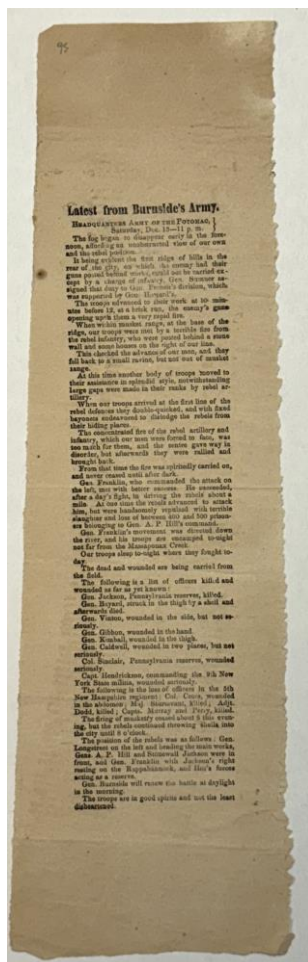 95
Latest from Burnside's Army.
HEADQUARTERS ARMY OF THE POTOMAC, }
Saturday, Dec. 13—11 p. m.
The fog began to disappear early in the fore-
noon, affording an unobstructed view of our own
and the rebel position.
It being evident the first ridge of hills in the
rear of the city, on which the enemy had their
guns posted behind works, could not be carried ex-
cept by a charge of infantry, Gen. Sumner as-
signed that duty to Gen. French's division, which
was supported by Gen. Howard's.
The troops advanced to their work at 10 min-
utes before 12, at a brisk run, the enemy's guns
opening upon them a very rapid fire.
When within musket range, at the base of the
ridge, our troops were met by a terrible fire from
the rebel infantry, who were posted behind a stone
wall and some houses on the right of our line.
This checked the advance of our men, and they
fell back to a small ravine, but not out of musket
range.
At this time another body of troops moved to
their assistance in splendid style, notwithstanding
large gaps were made in their ranks by rebel ar-
tillery.
When our troops arrived at the first line of the
rebel defences they double-quicked, and with fixed
bayonets endeavored to dislodge the rebels from
their hiding places.
The concentrated fire of the rebel artillery and
infantry, which our men were forced to face, was
too much for them, and the centre gave way in
disorder, but afterwards they were rallied and
brought back.
From that time the fire was spiritedly carried on,
and never ceased until after dark.
Gen. Franklin, who commanded the attack on
the left, met with better success. He succeeded,
after a day's fight, in driving the rebels about a
mile. At one time the rebels advanced to attack
him, but were handsomely repulsed with terrible
slaughter and loss of between 400 and 500 prison-
ers belonging to Gen. A. P. Hill's command.
Gen. Franklin's movement was directed down
the river, and his troops are encamped to-night
not far from the Massaponax Creek.
Our troops sleep to-night where they fought to-
day.
The dead and wounded are being carried from
the field.
The following is a list of officers killed and
wounded as far as yet known:
Gen. Jackson, Pennsylvania reserves, killed.
Gen. Bayard, struck in the thigh by a shell and
afterwards died.
Gen. Vinton, wounded in the side, but not se-
riously.
Gen. Gibbon, wounded in the hand.
Gen. Kimball, wounded in the thigh.
Gen. Caldwell, wounded in two places, but not
seriously.
Col. Sinclair, Pennsylvania reserves, wounded
seriously.
Capt. Hendrickson, commanding the 9th New
York State militia, wounded seriously.
The following is the loss of officers in the 5th
New Hampshire regiment: Col. Cross, wounded
in the abdomen; Maj. Sturtevant, killed; Adjt.
Dodd, killed; Capts. Murray and Perry, killed.
The firing of musketry ceased about 6 this even-
ing, but the rebels continued throwing shells into
the city until 8 o'clock.
The position of the rebels was as follows: Gen.
Longstreet on the left and heading the main works,
Gens. A. P. Hill and Stonewall Jackson were in
front, and Gen. Franklin with Jackson's right
resting on the Rappahannock, and Hill's forces
acting as a reserve.
Gen. Burnside will renew the battle at daylight
in the morning.
The troops are in good spirits and not the least
disheartened.